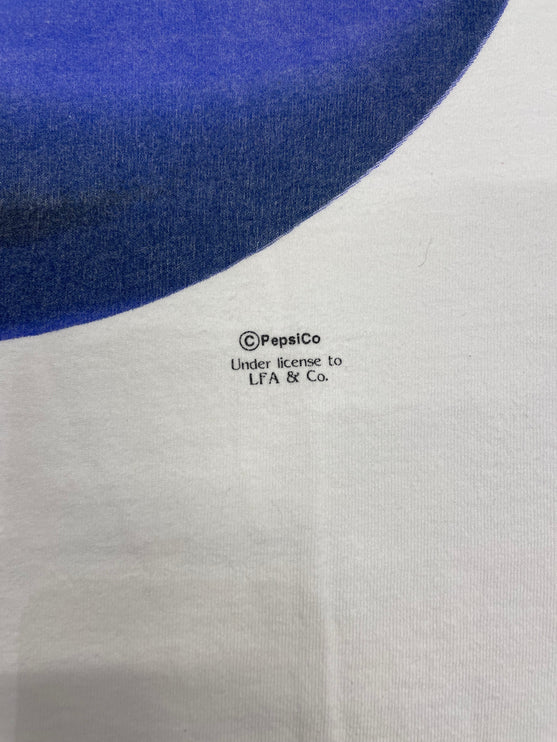 ©PepsiCo
Under license to
LFA & Co.